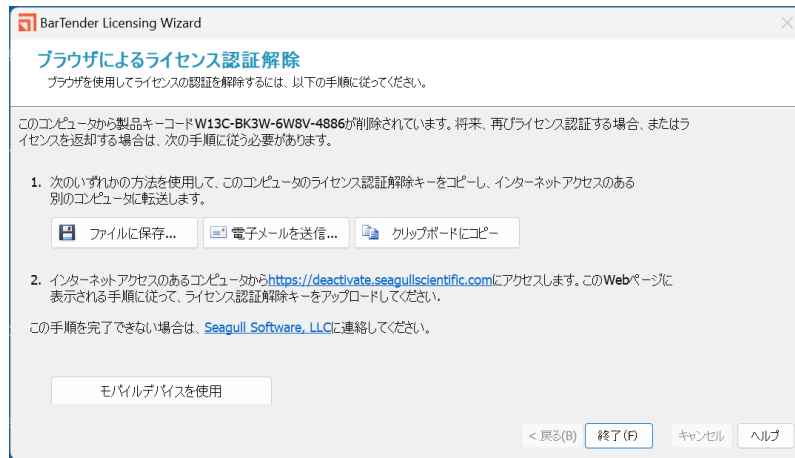 BarTender Licensing Wizard
ブラウザによるライセンス認証解除
ブラウザを使用してライセンスの認証を解除するには、以下の手順に従ってください。
このコンピュータから製品キーコードW13C-BK3W-6W8V-4886が削除されています。将来、再びライセンス認証する場合、またはラ
イセンスを返却する場合は、次の手順に従う必要があります。
1. 次のいずれかの方法を使用して、このコンピュータのライセンス認証解除キーをコピーし、インターネットアクセスのある
別のコンピュータに転送します。
ファイルに保存... 電子メールを送信... クリップボードにコピー
2. インターネットアクセスのあるコンピュータからhttps://deactivate.seagullscientific.comにアクセスします。このWebページに
表示される手順に従って、ライセンス認証解除キーをアップロードしてください.
この手順を完了できない場合は、Seagull Software, LLCに連絡してください。
モバイルデバイスを使用
< 戻る(B) 終了(F) キャンセル ヘルプ